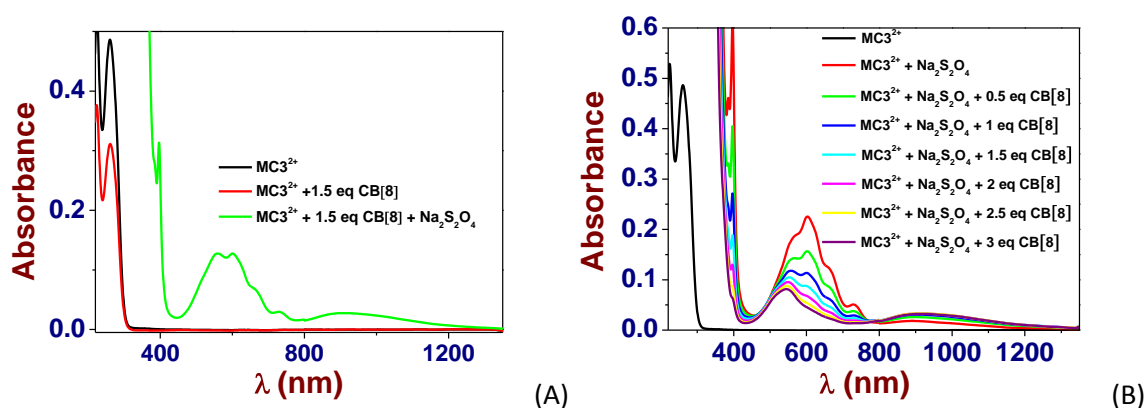 Absorbance
0.4
0.2
0.0
400
800
1200
λ (nm)
MC3²⁺
MC3²⁺ +1.5 eq CB[8]
MC3²⁺ + 1.5 eq CB[8] + Na₂S₂O₄
(A)
Absorbance
0.6
0.5
0.4
0.3
0.2
0.1
0.0
400
600
800
1000
1200
λ (nm)
MC3²⁺
MC3²⁺ + Na₂S₂O₄
MC3²⁺ + Na₂S₂O₄ + 0.5 eq CB[8]
MC3²⁺ + Na₂S₂O₄ + 1 eq CB[8]
MC3²⁺ + Na₂S₂O₄ + 1.5 eq CB[8]
MC3²⁺ + Na₂S₂O₄ + 2 eq CB[8]
MC3²⁺ + Na₂S₂O₄ + 2.5 eq CB[8]
MC3²⁺ + Na₂S₂O₄ + 3 eq CB[8]
(B)